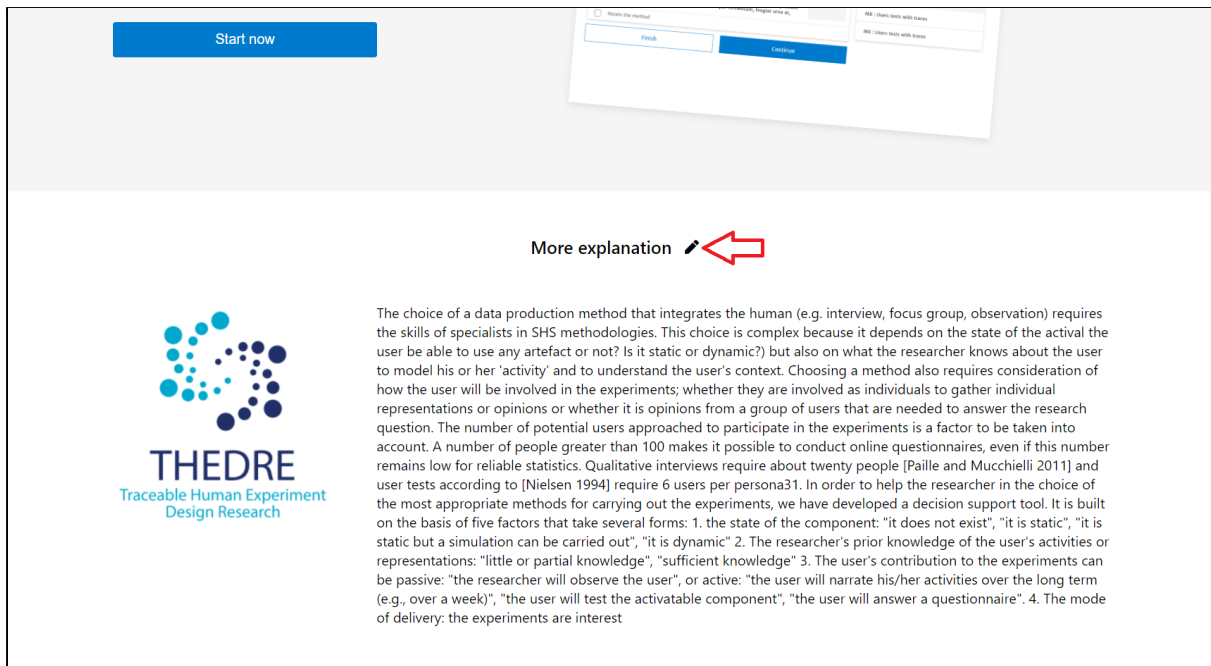 Start now
Retain the method
Finish
Continue
M8 : Users tests with traces
M8 : Users tests with traces
More explanation
THEDRE
Traceable Human Experiment
Design Research
The choice of a data production method that integrates the human (e.g. interview, focus group, observation) requires
the skills of specialists in SHS methodologies. This choice is complex because it depends on the state of the actival the
user be able to use any artefact or not? Is it static or dynamic?) but also on what the researcher knows about the user
to model his or her 'activity' and to understand the user's context. Choosing a method also requires consideration of
how the user will be involved in the experiments; whether they are involved as individuals to gather individual
representations or opinions or whether it is opinions from a group of users that are needed to answer the research
question. The number of potential users approached to participate in the experiments is a factor to be taken into
account. A number of people greater than 100 makes it possible to conduct online questionnaires, even if this number
remains low for reliable statistics. Qualitative interviews require about twenty people [Paille and Mucchielli 2011] and
user tests according to [Nielsen 1994] require 6 users per persona31. In order to help the researcher in the choice of
the most appropriate methods for carrying out the experiments, we have developed a decision support tool. It is built
on the basis of five factors that take several forms: 1. the state of the component: "it does not exist", "it is static", "it is
static but a simulation can be carried out", "it is dynamic" 2. The researcher's prior knowledge of the user's activities or
representations: "little or partial knowledge", "sufficient knowledge" 3. The user's contribution to the experiments can
be passive: "the researcher will observe the user", or active: "the user will narrate his/her activities over the long term
(e.g., over a week)", "the user will test the activatable component", "the user will answer a questionnaire". 4. The mode
of delivery: the experiments are interest